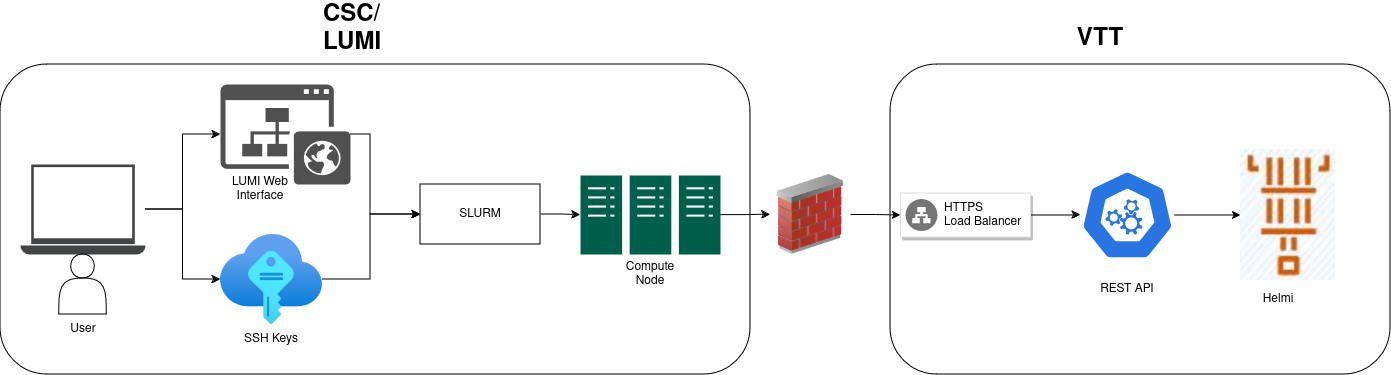 CSC/
LUMI
VTT
LUMI Web
Interface
User
SSH Keys
SLURM
Compute
Node
HTTPS
Load Balancer
REST API
Helmi